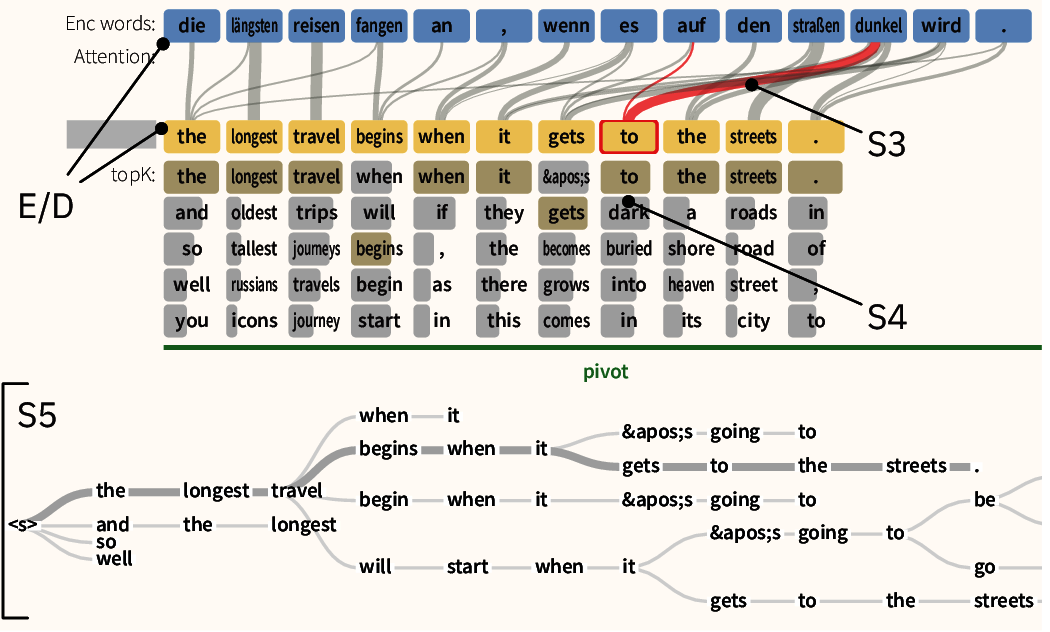 Enc words: die längsten reisen fangen an , wenn es auf den straßen dunkel wird .
Attention:
the longest travel begins when it gets to the streets .
S3
topK: the longest travel when when it &apos;s to the streets .
E/D
and oldest trips will if they gets dark a roads in
so tallest journeys begins , the becomes buried shore road of
well russians travels begin as there grows into heaven street ,
S4
you icons journey start in this comes in its city to
pivot
S5
when it
&apos;s going to
begins when it
gets to the streets .
the longest travel
begin when it &apos;s going to
be
<s> and the longest
&apos;s going to
so
well
will start when it
go
gets to the streets